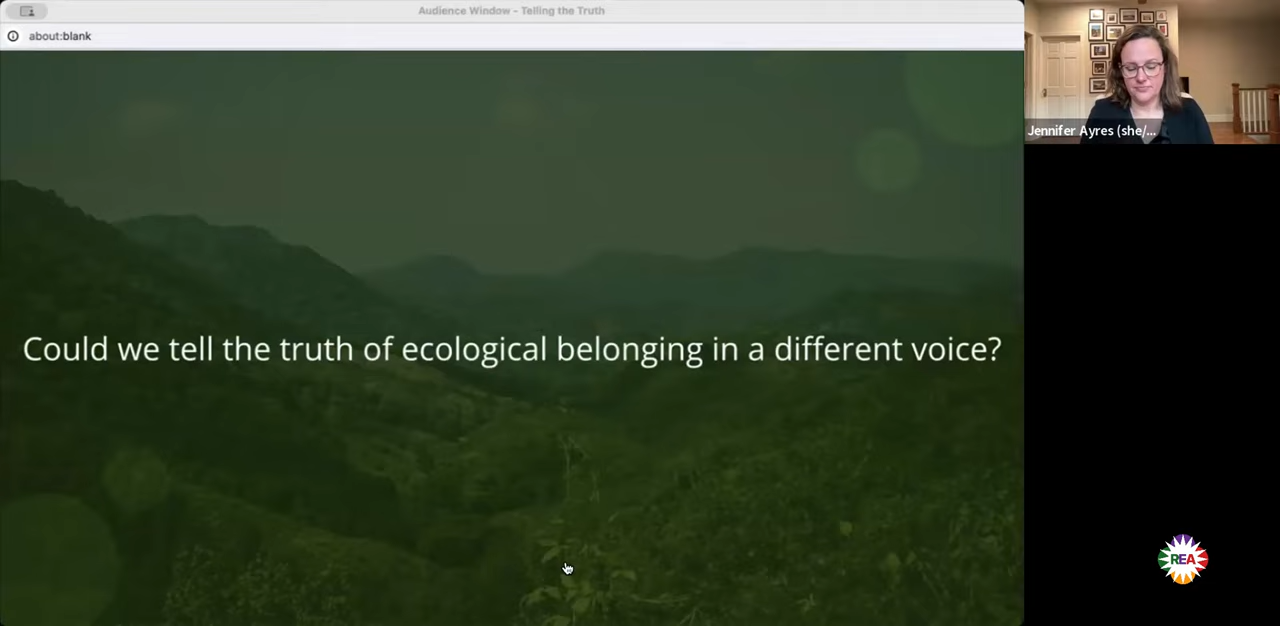 Audience Window - Telling the Truth
about:blank
Jennifer Ayres (she/...
Could we tell the truth of ecological belonging in a different voice?
REA